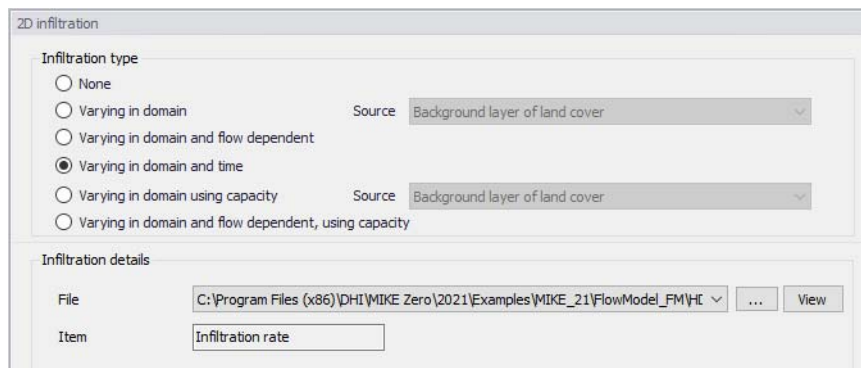 2D infiltration
Infiltration type
None
Varying in domain Source Background layer of land cover
Varying in domain and flow dependent
Varying in domain and time
Varying in domain using capacity Source Background layer of land cover
Varying in domain and flow dependent, using capacity
Infiltration details
File C:\Program Files (x86)\DHI\MIKE Zero\2021\Examples\MIKE_21\FlowModel_FM\HD ... View
Item Infiltration rate